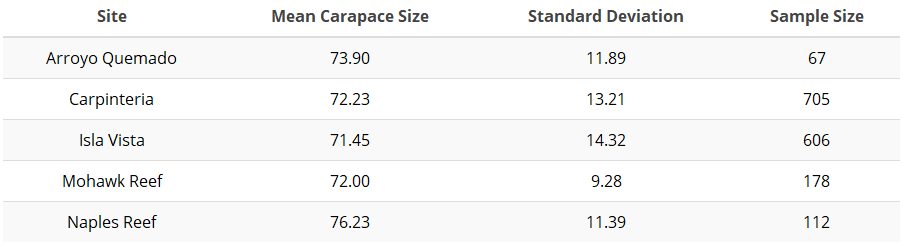 Site Mean Carapace Size Standard Deviation Sample Size
Arroyo Quemado 73.90 11.89 67
Carpinteria 72.23 13.21 705
Isla Vista 71.45 14.32 606
Mohawk Reef 72.00 9.28 178
Naples Reef 76.23 11.39 112